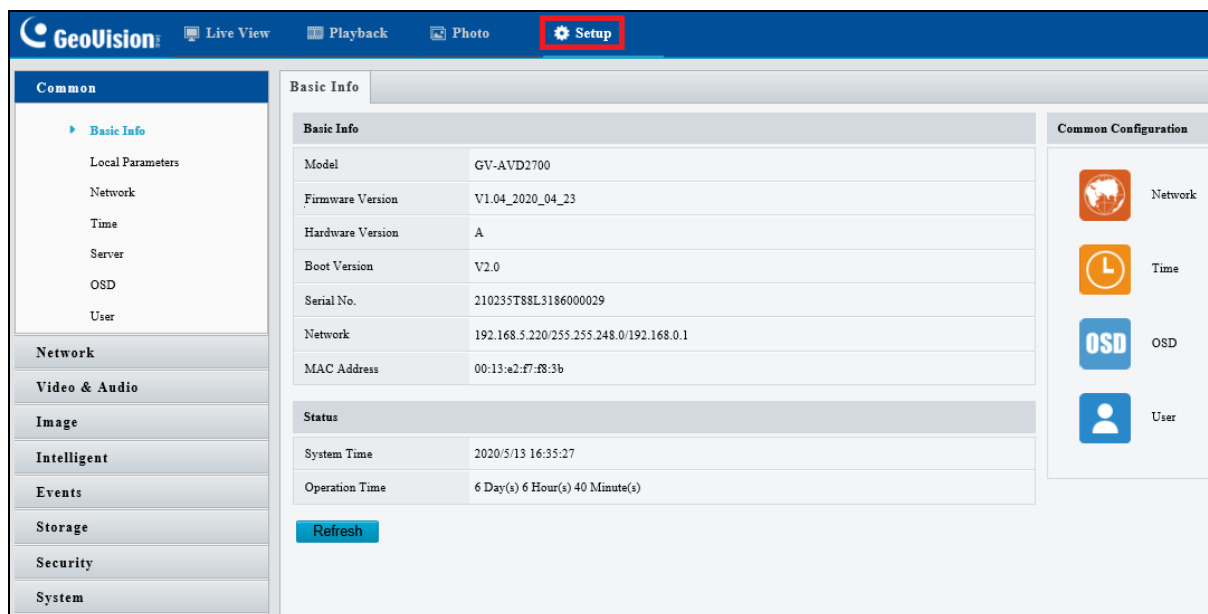 GeoVision Live View Playback Photo Setup
Common
Basic Info
Local Parameters
Network
Time
Server
OSD
User
Network
Video & Audio
Image
Intelligent
Events
Storage
Security
System
Basic Info
Basic Info
Model GV-AVD2700
Firmware Version V1.04_2020_04_23
Hardware Version A
Boot Version V2.0
Serial No. 210235T88L3186000029
Network 192.168.5.220/255.255.248.0/192.168.0.1
MAC Address 00:13:e2:f7:f8:3b
Status
System Time 2020/5/13 16:35:27
Operation Time 6 Day(s) 6 Hour(s) 40 Minute(s)
Refresh
Common Configuration
Network
Time
OSD OSD
User